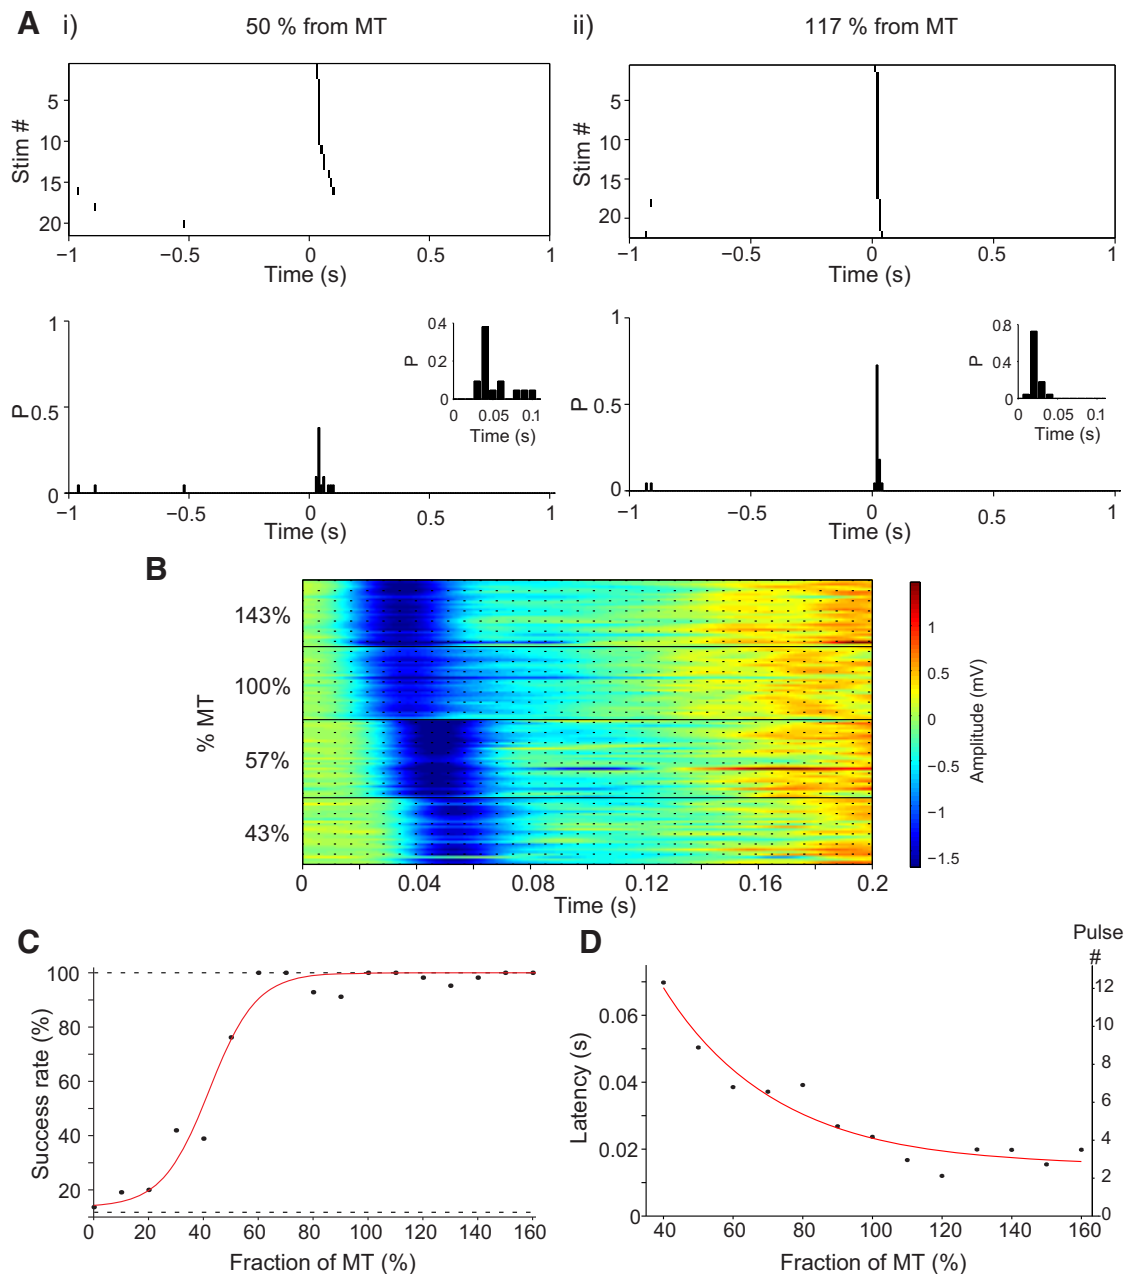 A i) 50 % from MT ii) 117 % from MT
Stim #
5
10
15
20
−1 −0.5 0 0.5 1
Time (s)
Stim #
5
10
15
20
−1 −0.5 0 0.5 1
Time (s)
P
1
0.5
0
−1 −0.5 0 0.5 1
Time (s)
P
0.4
0.2
0
0 0.05 0.1
Time (s)
P
1
0.5
0
−1 −0.5 0 0.5 1
Time (s)
P
0.8
0.4
0
0 0.05 0.1
Time (s)
B
% MT
143%
100%
57%
43%
0 0.04 0.08 0.12 0.16 0.2
Time (s)
1
0.5
0
−0.5
−1
−1.5
Amplitude (mV)
C
Success rate (%)
100
80
60
40
20
0 20 40 60 80 100 120 140 160
Fraction of MT (%)
D
Latency (s)
0.06
0.04
0.02
0
40 60 80 100 120 140 160
Fraction of MT (%)
Pulse
#
12
10
8
6
4
2
0